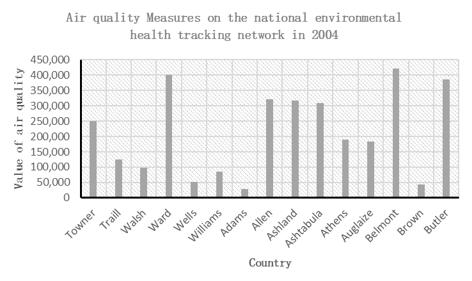 Air quality Measures on the national environmental
health tracking network in 2004
Value of air quality
450,000
400,000
350,000
300,000
250,000
200,000
150,000
100,000
50,000
0
Towner
Traill
Walsh
Ward
Wells
Williams
Adams
Allen
Ashland
Ashtabula
Athens
Auglaize
Belmont
Brown
Butler
Country